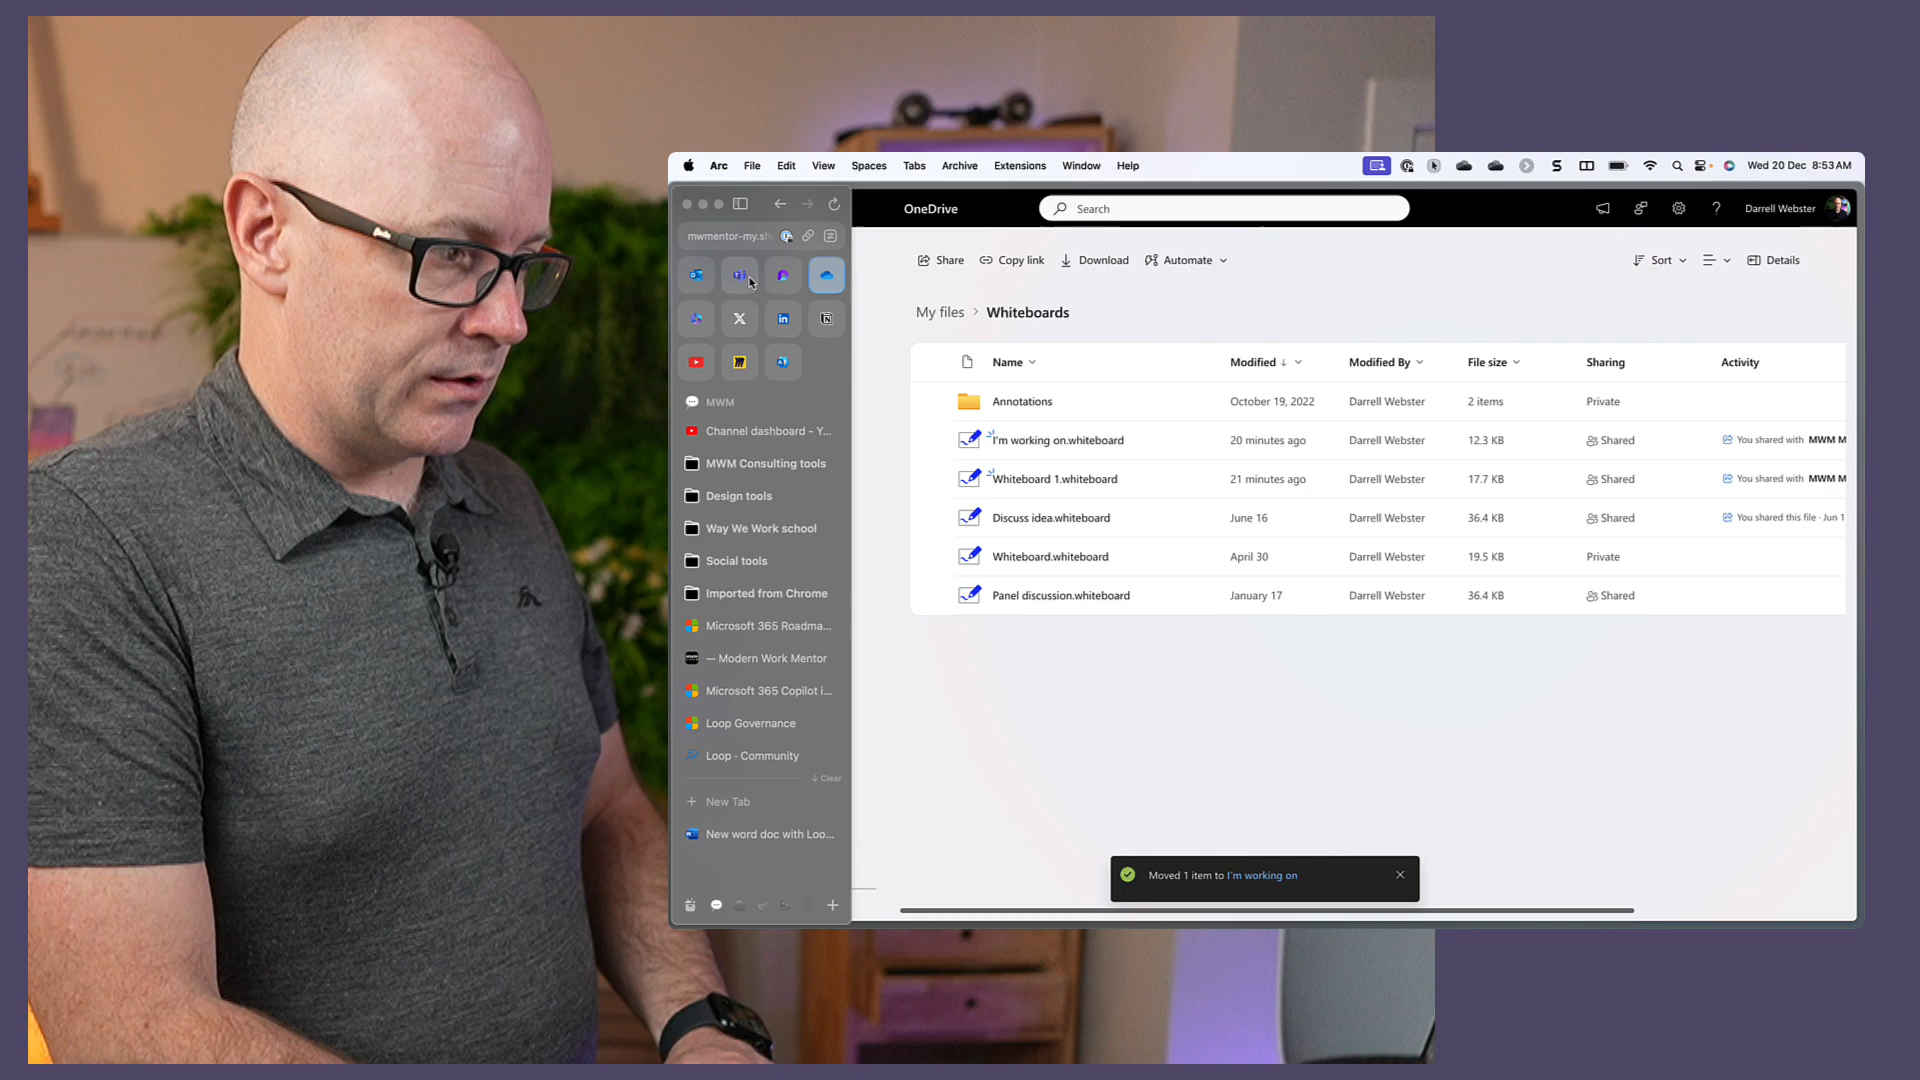 Arc File Edit View Spaces Tabs Archive Extensions Window Help Wed 20 Dec 8:53 AM
OneDrive Search Darrell Webster
mwmentor-my.sh
Share Copy link Download Automate Sort Details
My files > Whiteboards
Name Modified ↓ Modified By File size Sharing Activity
Annotations October 19, 2022 Darrell Webster 2 items Private
I'm working on.whiteboard 20 minutes ago Darrell Webster 12.3 KB Shared You shared with MWM M
Whiteboard 1.whiteboard 21 minutes ago Darrell Webster 17.7 KB Shared You shared with MWM M
Discuss idea.whiteboard June 16 Darrell Webster 36.4 KB Shared You shared this file · Jun 1
Whiteboard.whiteboard April 30 Darrell Webster 19.5 KB Private
Panel discussion.whiteboard January 17 Darrell Webster 36.4 KB Shared
MWM
Channel dashboard - Y...
MWM Consulting tools
Design tools
Way We Work school
Social tools
Imported from Chrome
Microsoft 365 Roadma...
— Modern Work Mentor
Microsoft 365 Copilot i...
Loop Governance
Loop - Community
↓ Clear
+ New Tab
New word doc with Loo...
Moved 1 item to I'm working on